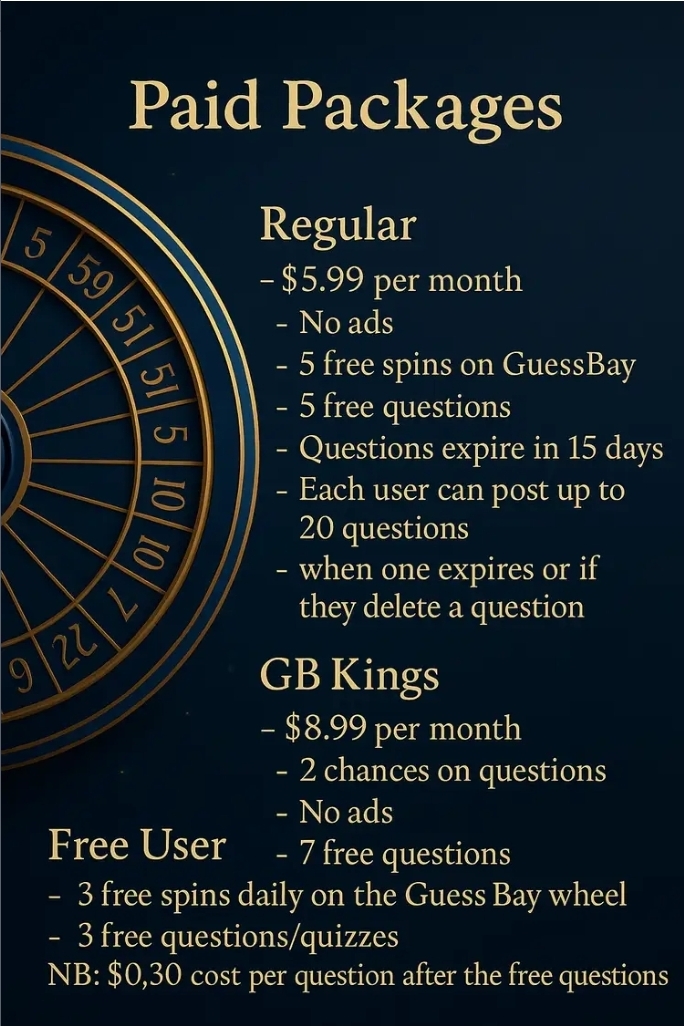 Paid Packages
Regular
– $5.99 per month
- No ads
- 5 free spins on GuessBay
- 5 free questions
- Questions expire in 15 days
- Each user can post up to
20 questions
- when one expires or if
they delete a question
GB Kings
– $8.99 per month
- 2 chances on questions
- No ads
- 7 free questions
Free User
– 3 free spins daily on the Guess Bay wheel
– 3 free questions/quizzes
NB: $0,30 cost per question after the free questions
5
59
51
51
5
10
10
7
22
6